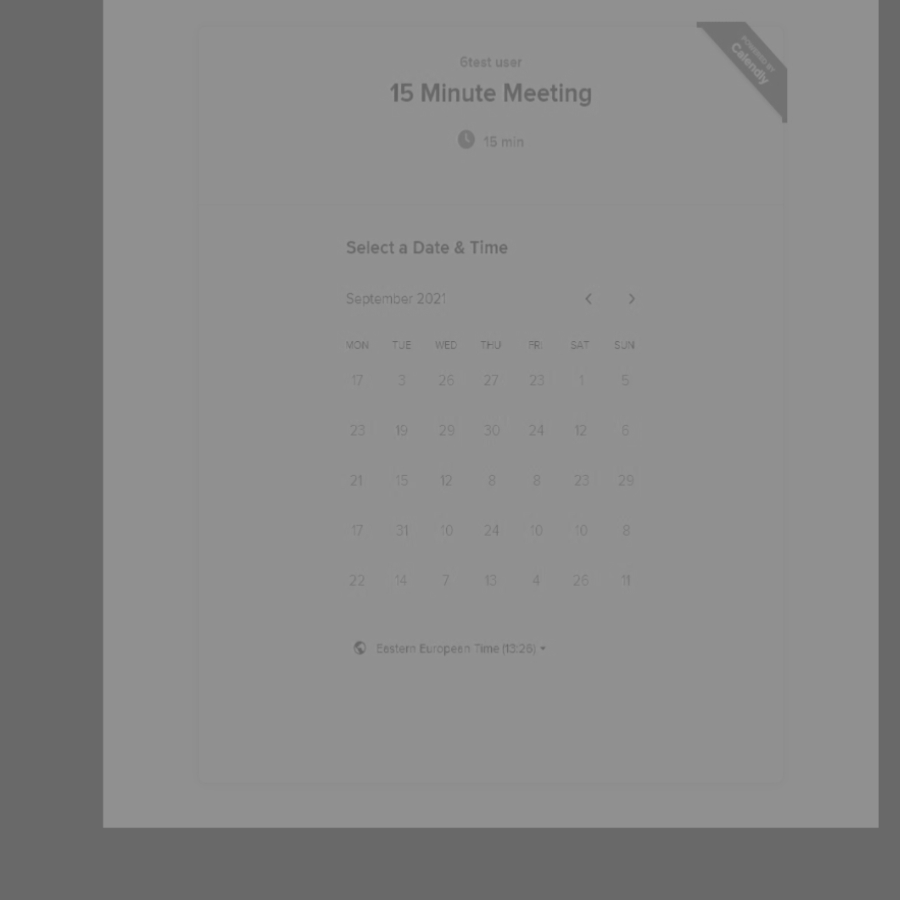 POWERED BY
Calendly
6test user
15 Minute Meeting
15 min
Select a Date & Time
September 2021
MON TUE WED THU FRI SAT SUN
17 3 26 27 23 1 5
23 19 29 30 24 12 6
21 15 12 8 8 23 29
17 31 10 24 10 10 8
22 14 7 13 4 26 11
Eestern Europeen Time (13:26)